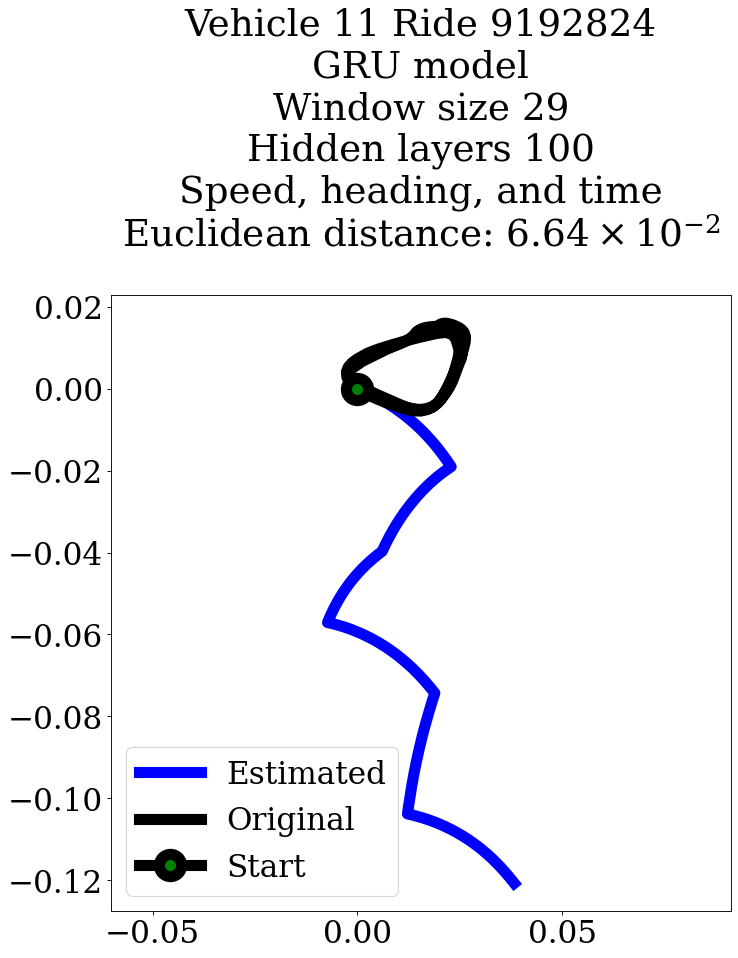 Vehicle 11 Ride 9192824
GRU model
Window size 29
Hidden layers 100
Speed, heading, and time
Euclidean distance: 6.64 × 10⁻²
0.02
0.00
−0.02
−0.04
−0.06
−0.08
−0.10
−0.12
Estimated
Original
Start
−0.05 0.00 0.05